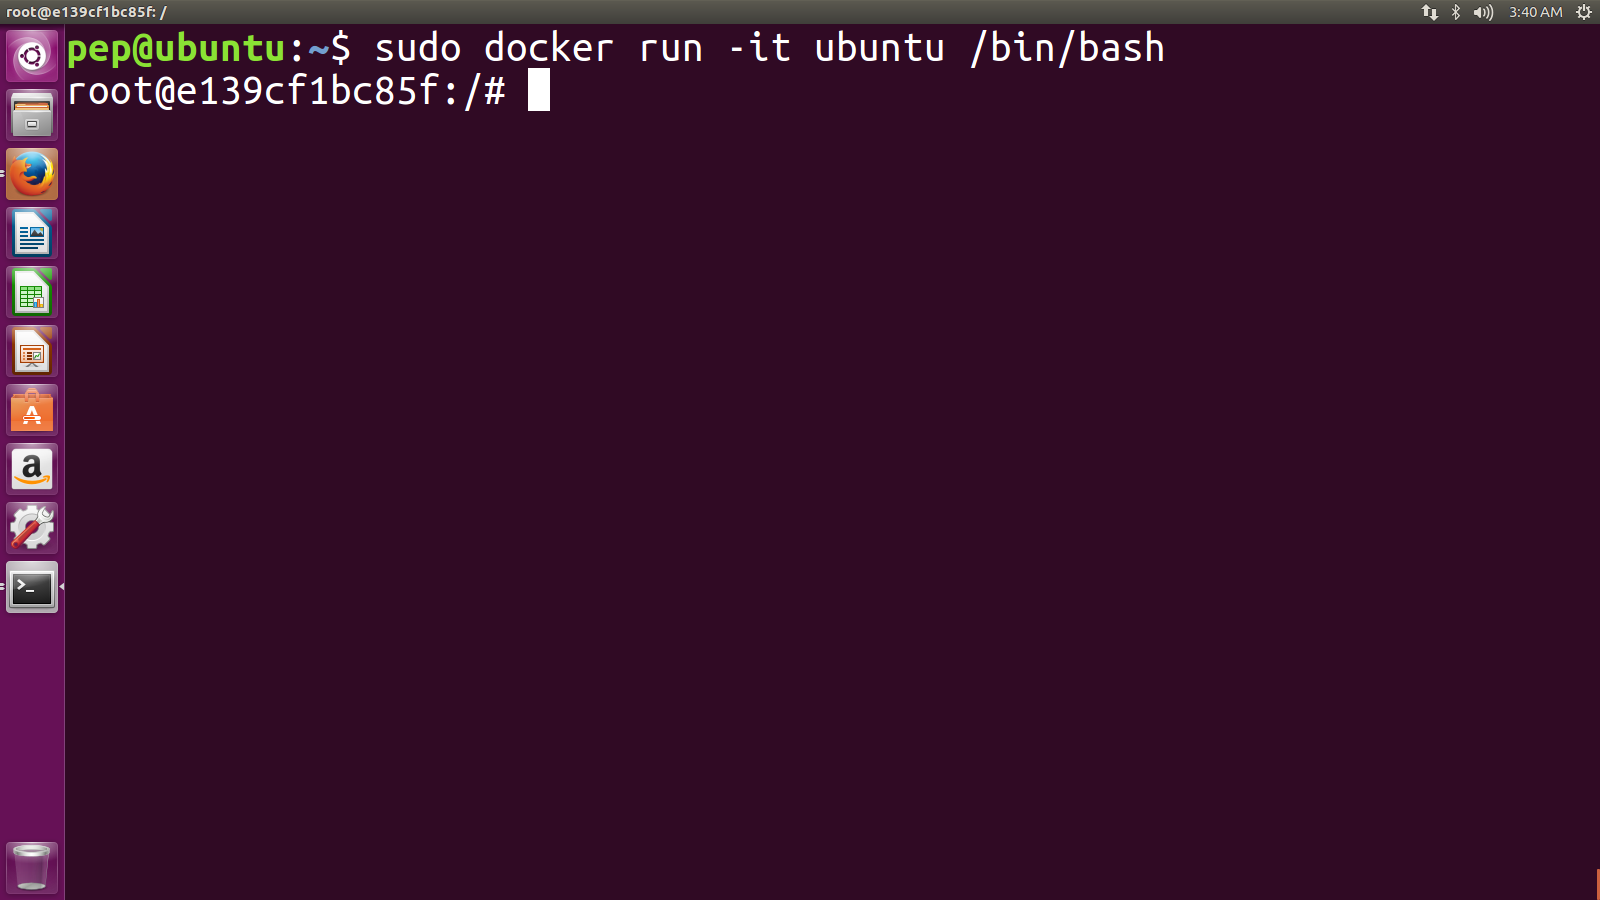 root@e139cf1bc85f: /
3:40 AM
pep@ubuntu:~$ sudo docker run -it ubuntu /bin/bash
root@e139cf1bc85f:/#